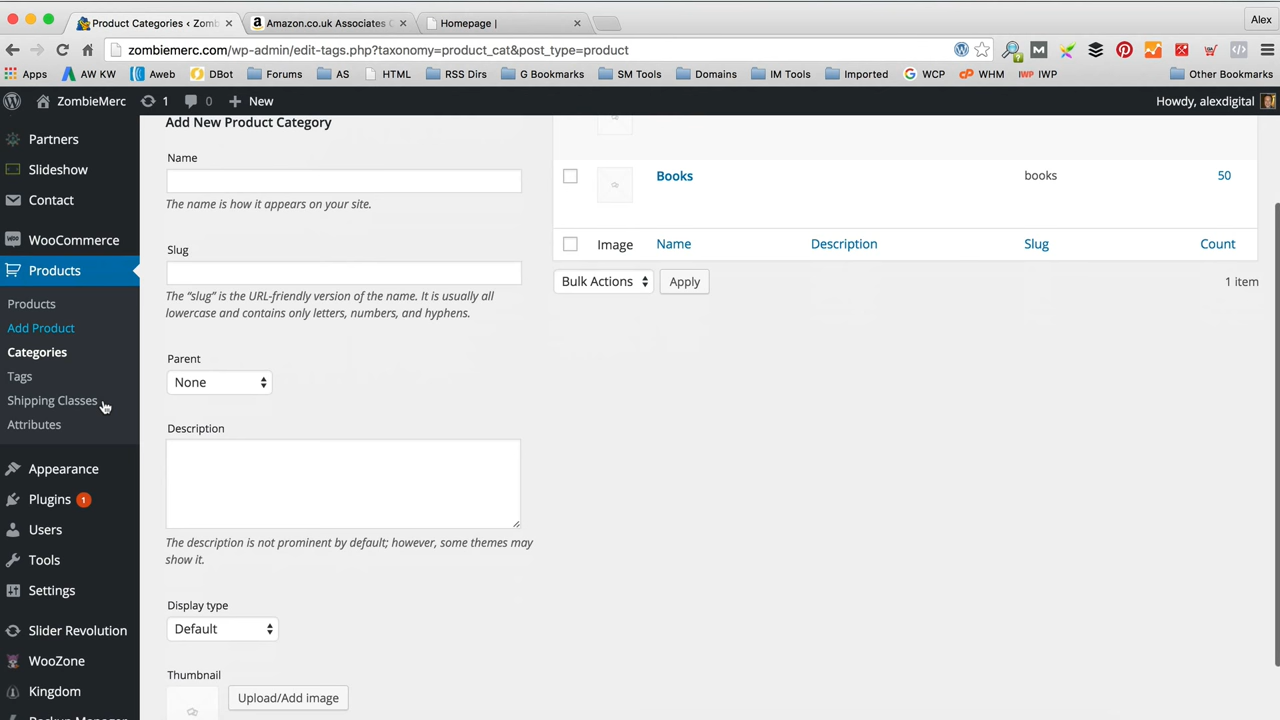 Product Categories < Zomb
Amazon.co.uk Associates C
Homepage |
Alex
zombiemerc.com/wp-admin/edit-tags.php?taxonomy=product_cat&post_type=product
Apps
AW KW
Aweb
DBot
Forums
AS
HTML
RSS Dirs
G Bookmarks
SM Tools
Domains
IM Tools
Imported
WCP
WHM
IWP
Other Bookmarks
ZombieMerc
1
0
New
Howdy, alexdigital
Partners
Slideshow
Contact
WooCommerce
Products
Products
Add Product
Categories
Tags
Shipping Classes
Attributes
Appearance
Plugins 1
Users
Tools
Settings
Slider Revolution
WooZone
Kingdom
Backup Manager
Add New Product Category
Name
The name is how it appears on your site.
Slug
The “slug” is the URL-friendly version of the name. It is usually all
lowercase and contains only letters, numbers, and hyphens.
Parent
None
Description
The description is not prominent by default; however, some themes may
show it.
Display type
Default
Thumbnail
Upload/Add image
Books
books
50
Image
Name
Description
Slug
Count
Bulk Actions
Apply
1 item